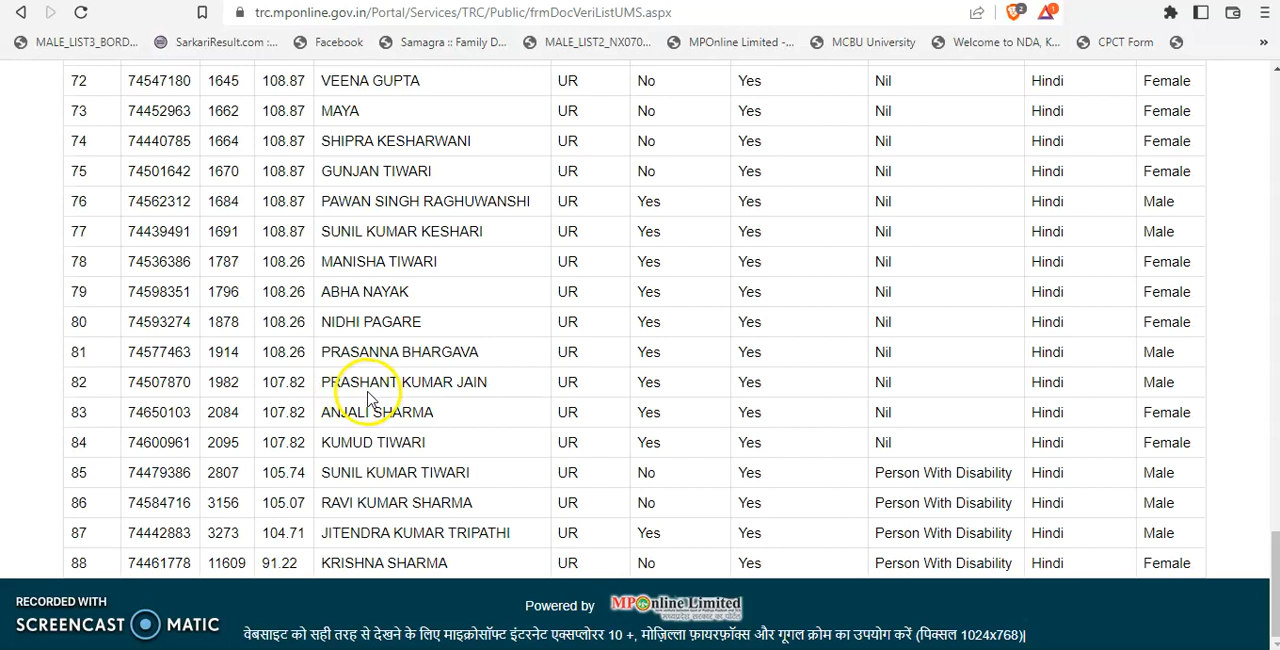 trc.mponline.gov.in/Portal/Services/TRC/Public/frmDocVeriListUMS.aspx 2 1
MALE_LIST3_BORD... SarkariResult.com :... Facebook Samagra :: Family D... MALE_LIST2_NX070... MPOnline Limited -... MCBU University Welcome to NDA, K... CPCT Form »
72 74547180 1645 108.87 VEENA GUPTA UR No Yes Nil Hindi Female
73 74452963 1662 108.87 MAYA UR No Yes Nil Hindi Female
74 74440785 1664 108.87 SHIPRA KESHARWANI UR No Yes Nil Hindi Female
75 74501642 1670 108.87 GUNJAN TIWARI UR No Yes Nil Hindi Female
76 74562312 1684 108.87 PAWAN SINGH RAGHUWANSHI UR Yes Yes Nil Hindi Male
77 74439491 1691 108.87 SUNIL KUMAR KESHARI UR Yes Yes Nil Hindi Male
78 74536386 1787 108.26 MANISHA TIWARI UR Yes Yes Nil Hindi Female
79 74598351 1796 108.26 ABHA NAYAK UR Yes Yes Nil Hindi Female
80 74593274 1878 108.26 NIDHI PAGARE UR Yes Yes Nil Hindi Female
81 74577463 1914 108.26 PRASANNA BHARGAVA UR Yes Yes Nil Hindi Male
82 74507870 1982 107.82 PRASHANT KUMAR JAIN UR Yes Yes Nil Hindi Male
83 74650103 2084 107.82 ANJALI SHARMA UR Yes Yes Nil Hindi Female
84 74600961 2095 107.82 KUMUD TIWARI UR Yes Yes Nil Hindi Female
85 74479386 2807 105.74 SUNIL KUMAR TIWARI UR No Yes Person With Disability Hindi Male
86 74584716 3156 105.07 RAVI KUMAR SHARMA UR No Yes Person With Disability Hindi Male
87 74442883 3273 104.71 JITENDRA KUMAR TRIPATHI UR Yes Yes Person With Disability Hindi Male
88 74461778 11609 91.22 KRISHNA SHARMA UR No Yes Person With Disability Hindi Female
RECORDED WITH
SCREENCAST MATIC
Powered by MPOnline Limited
वेबसाइट को सही तरह से देखने के लिए माइक्रोसॉफ्ट इंटरनेट एक्सप्लोरर 10 +, मोज़िल्ला फ़ायरफ़ॉक्स और गूगल क्रोम का उपयोग करें (पिक्सल 1024x768)|